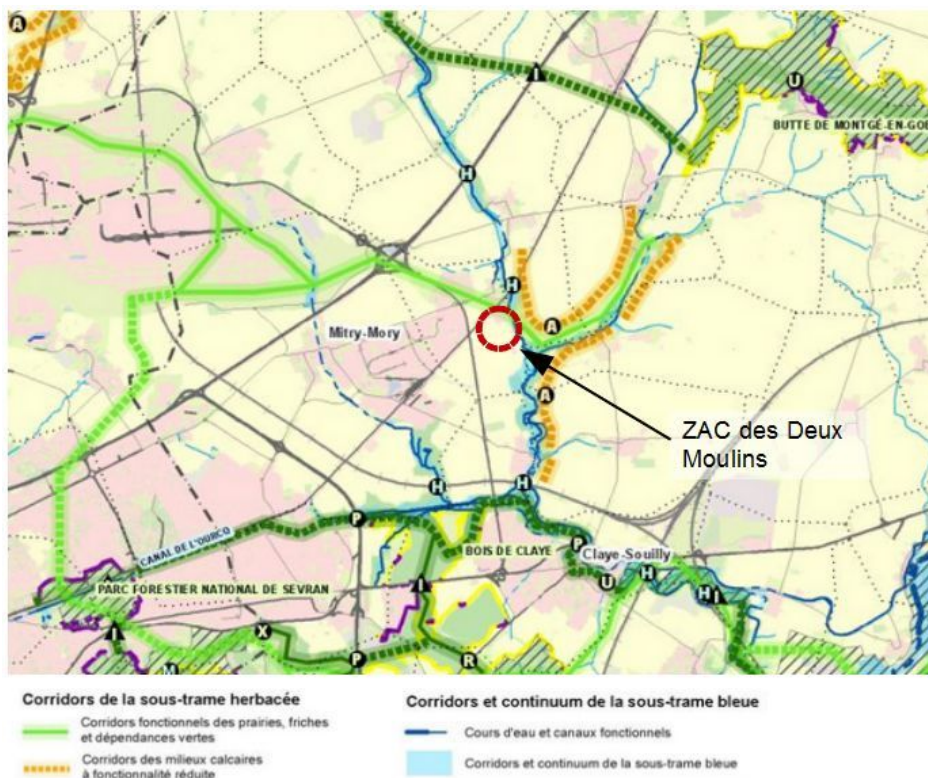 A
I
U
BUTTE DE MONTGÉ-EN-GOË
H
H
Mitry-Mory
A
A
ZAC des Deux
Moulins
H
H
P
CANAL DE L'OURCQ
BOIS DE CLAYE
P
Claye-Souilly
PARC FORESTIER NATIONAL DE SEVRAN
I
U
H
H
I
I
X
P
R
M
Corridors de la sous-trame herbacée
Corridors fonctionnels des prairies, friches
et dépendances vertes
Corridors des milieux calcaires
à fonctionnalité réduite
Corridors et continuum de la sous-trame bleue
Cours d'eau et canaux fonctionnels
Corridors et continuum de la sous-trame bleue